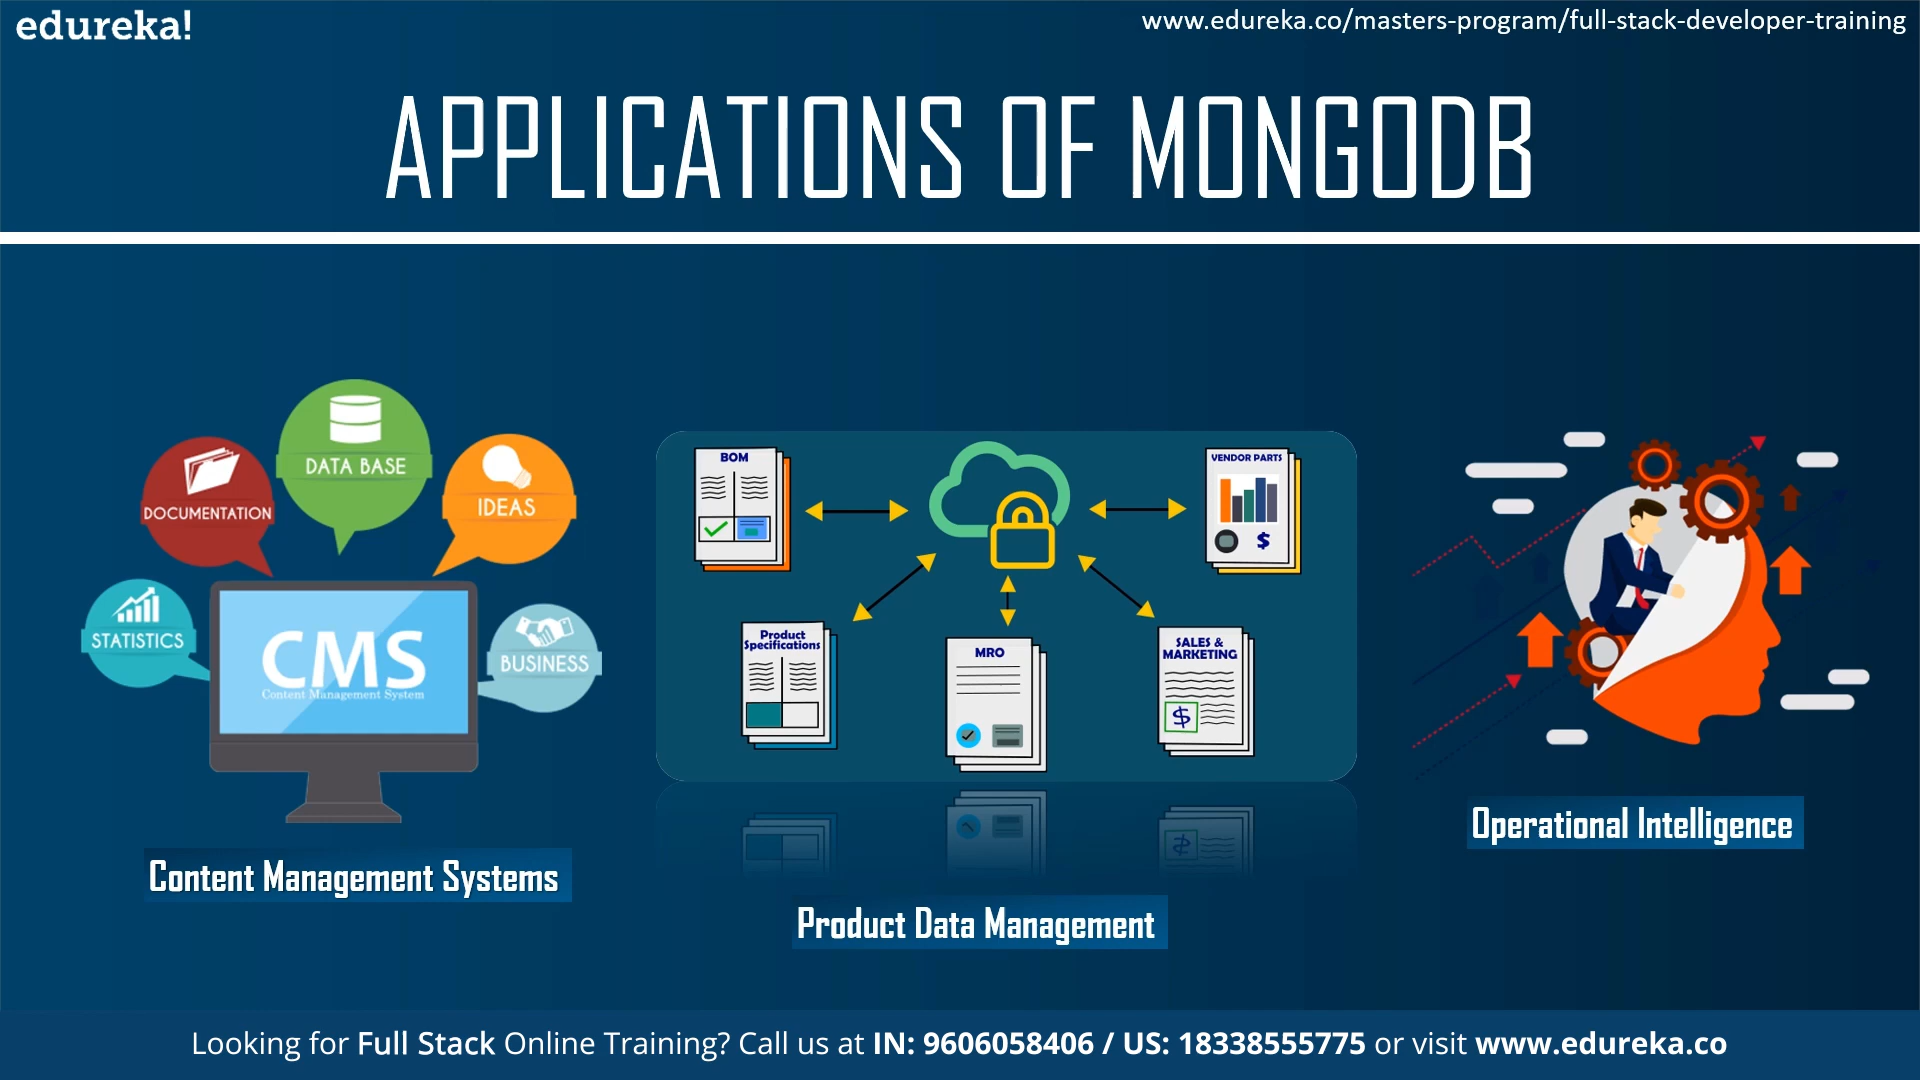 edureka!
www.edureka.co/masters-program/full-stack-developer-training
APPLICATIONS OF MONGODB
DATA BASE
DOCUMENTATION
IDEAS
STATISTICS
BUSINESS
CMS
Content Management System
Content Management Systems
BOM
VENDOR PARTS
$
Product
Specifications
MRO
SALES &
MARKETING
$
Product Data Management
Operational Intelligence
Looking for Full Stack Online Training? Call us at IN: 9606058406 / US: 18338555775 or visit www.edureka.co